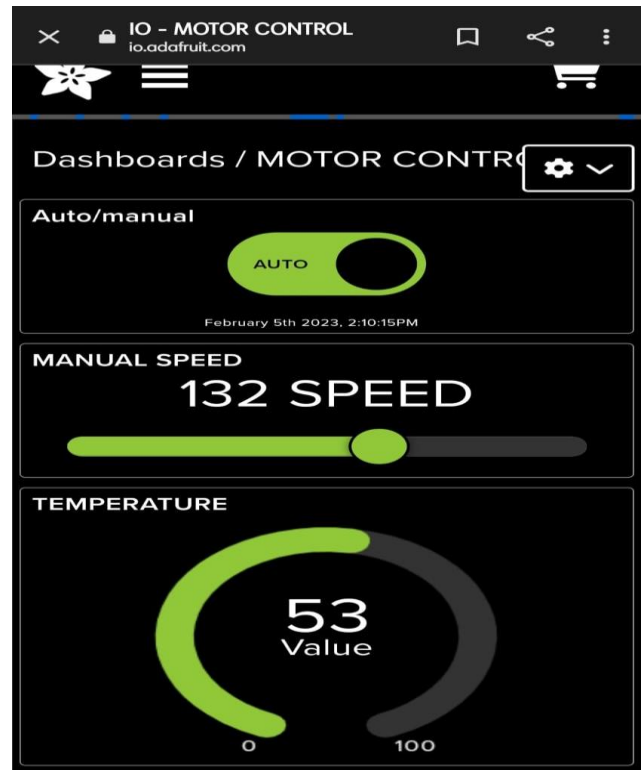 IO - MOTOR CONTROL
io.adafruit.com
Dashboards / MOTOR CONTR
Auto/manual
AUTO
February 5th 2023, 2:10:15PM
MANUAL SPEED
132 SPEED
TEMPERATURE
53
Value
0 100